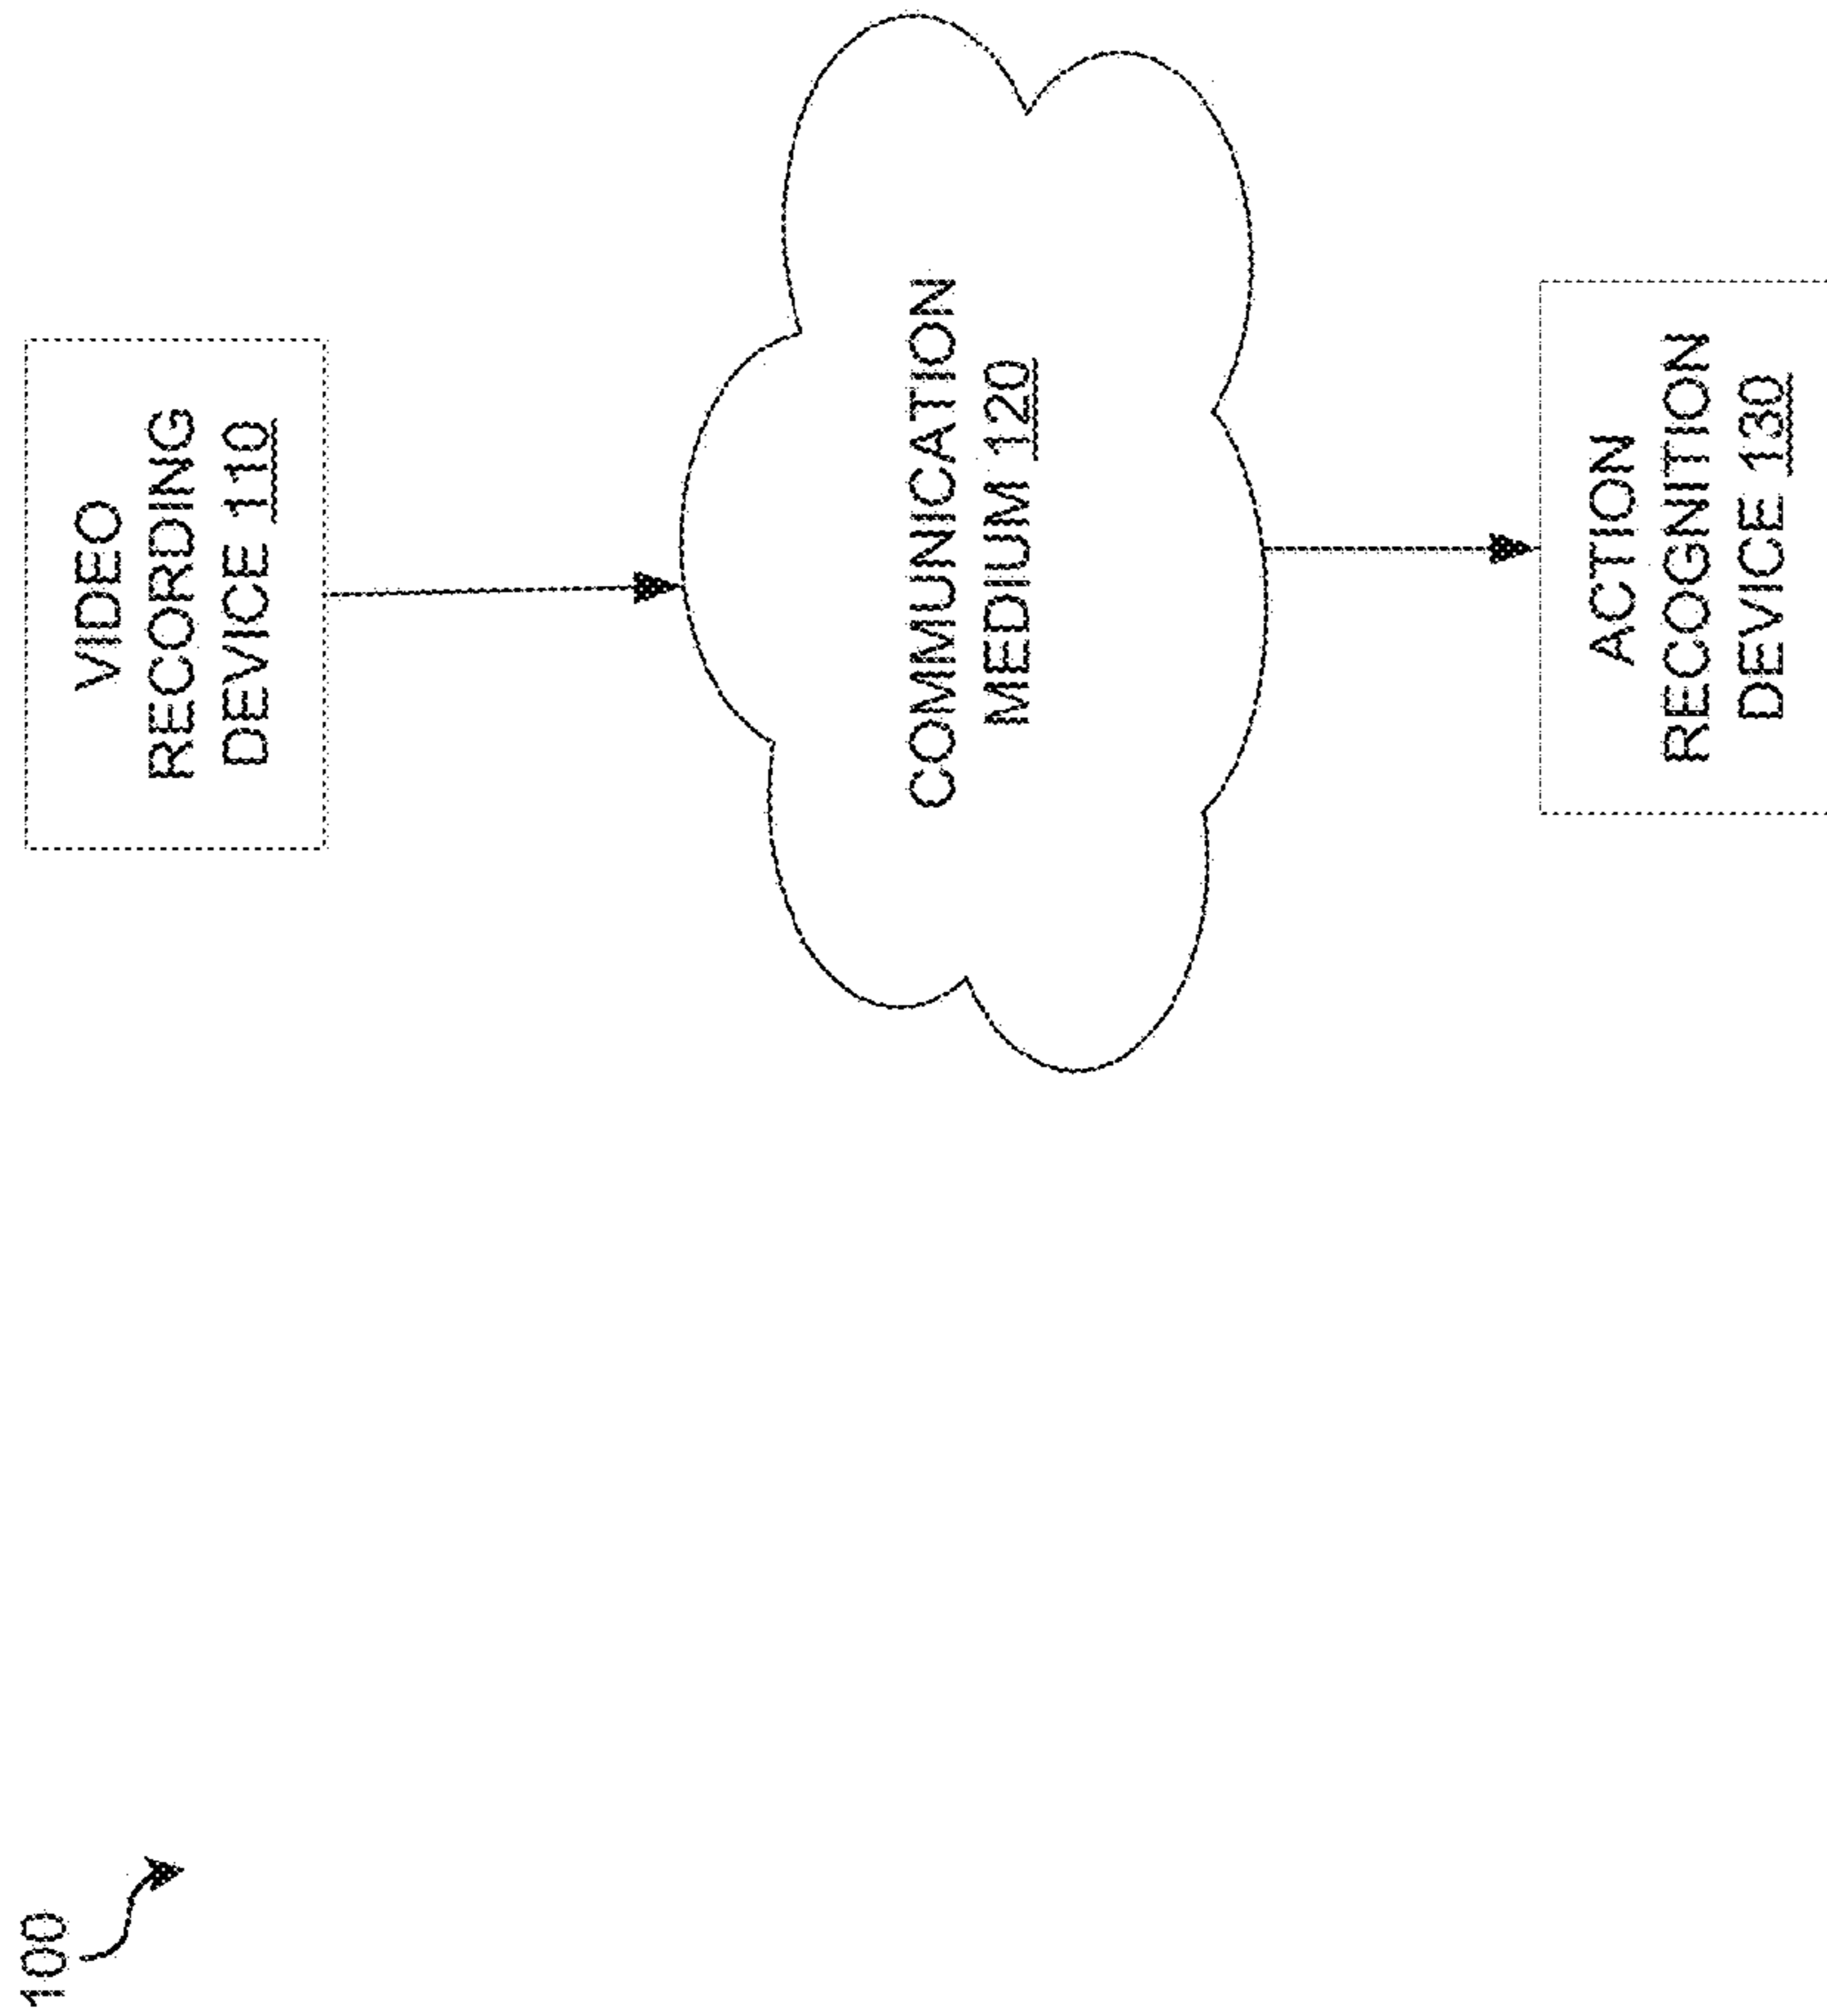 100
VIDEO
RECORDING
DEVICE 110
COMMUNICATION
MEDIUM 120
ACTION
RECOGNITION
DEVICE 130